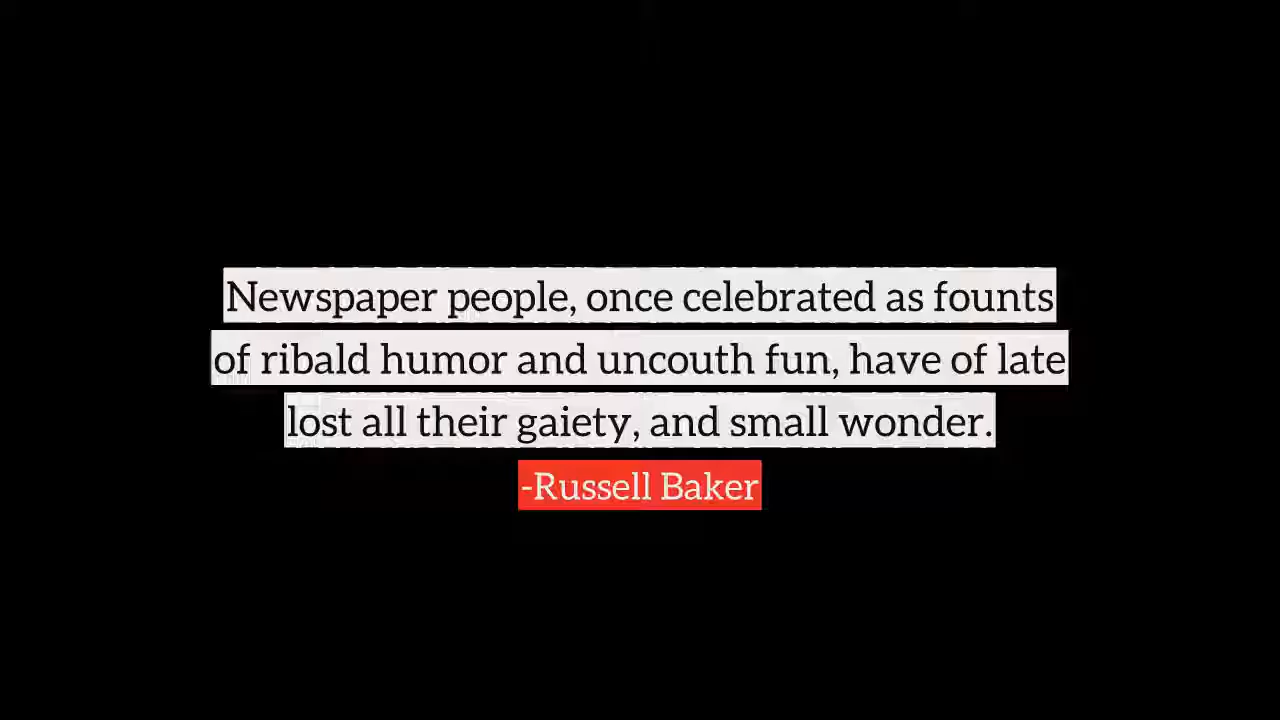 Newspaper people, once celebrated as founts
of ribald humor and uncouth fun, have of late
lost all their gaiety, and small wonder.
-Russell Baker